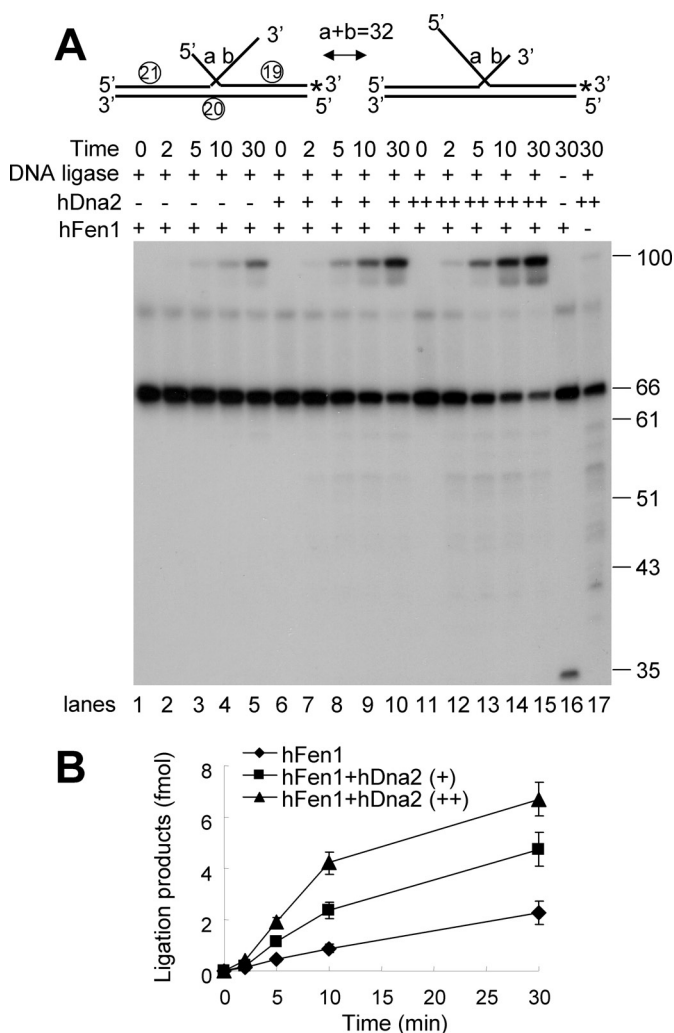 A
5' a b 3' a+b=32 5' a b 3'
5' 21 19 *3' 5' *3'
3' 20 5' 3' 5'
Time 0 2 5 10 30 0 2 5 10 30 0 2 5 10 30 30 30
DNA ligase + + + + + + + + + + + + + + + - +
hDna2 - - - - - + + + + + ++ ++ ++ ++ ++ - ++
hFen1 + + + + + + + + + + + + + + + + -
100
66
61
51
43
35
lanes 1 2 3 4 5 6 7 8 9 10 11 12 13 14 15 16 17
B
hFen1
hFen1+hDna2 (+)
hFen1+hDna2 (++)
Ligation products (fmol)
8
6
4
2
0
0 5 10 15 20 25 30
Time (min)